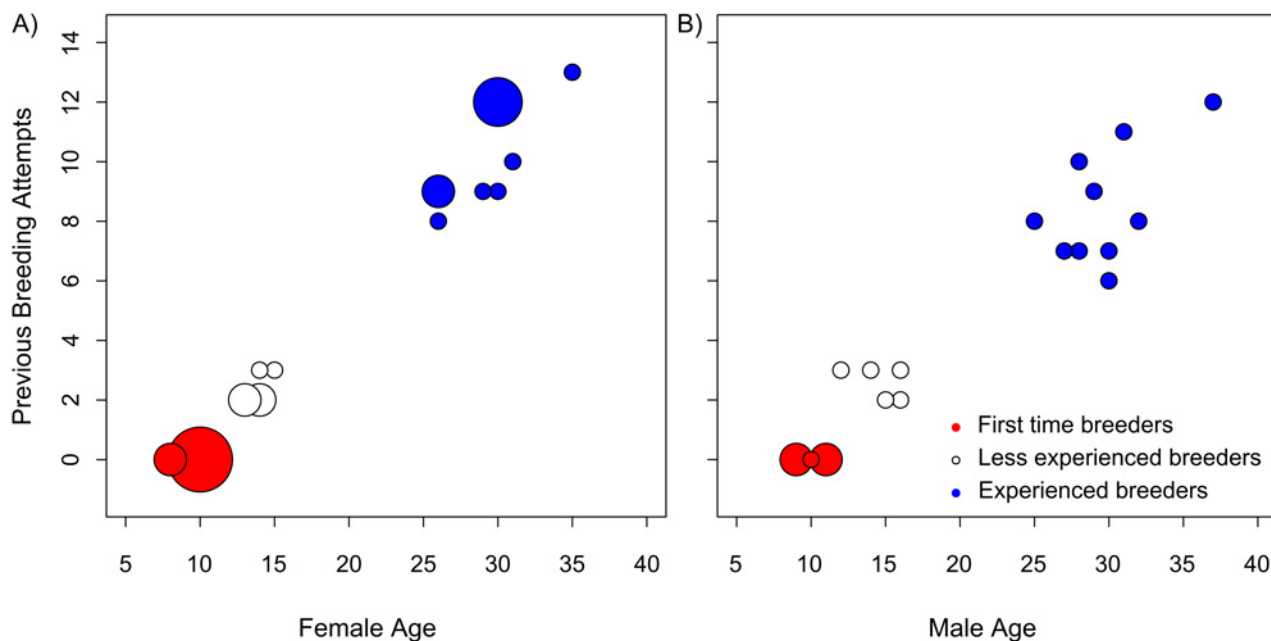 A)
B)
Previous Breeding Attempts
14
12
10
8
6
4
2
0
First time breeders
Less experienced breeders
Experienced breeders
5 10 15 20 25 30 35 40
5 10 15 20 25 30 35 40
Female Age
Male Age